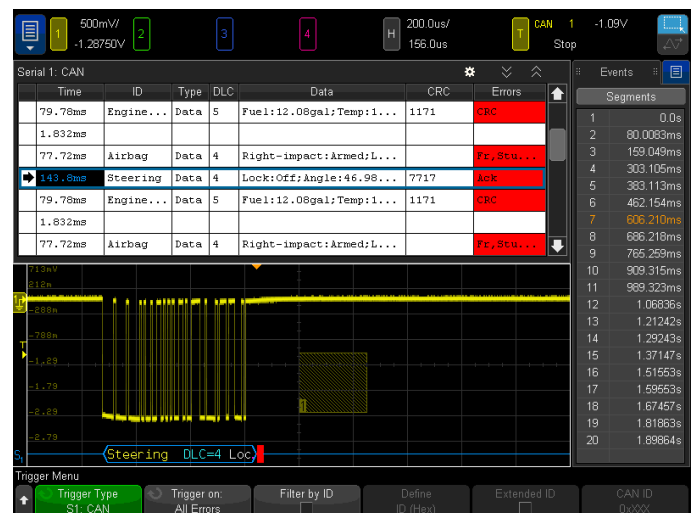 1 500mV/ -1.28750V 2 3 4 H 200.0us/ 156.0us T CAN 1 Stop -1.09V
Serial 1: CAN
Time ID Type DLC Data CRC Errors
79.78ms Engine... Data 5 Fuel:12.08gal;Temp:1... 1171 CRC
1.832ms
77.72ms Airbag Data 4 Right-impact:Armed;L... Fr,Stu...
143.8ms Steering Data 4 Lock:Off;Angle:46.98... 7717 Ack
79.78ms Engine... Data 5 Fuel:12.08gal;Temp:1... 1171 CRC
1.832ms
77.72ms Airbag Data 4 Right-impact:Armed;L... Fr,Stu...
Events
Segments
1 0.0s
2 80.0083ms
3 159.049ms
4 303.105ms
5 383.113ms
6 462.154ms
7 606.210ms
8 686.218ms
9 765.259ms
10 909.315ms
11 989.323ms
12 1.06836s
13 1.21242s
14 1.29243s
15 1.37147s
16 1.51553s
17 1.59553s
18 1.67457s
19 1.81863s
20 1.89864s
713mV
212m
-288m
-788m
T
-1.29
-1.79
-2.29
-2.79
S1 Steering DLC=4 Loc
Trigger Menu
Trigger Type
S1: CAN
Trigger on:
All Errors
Filter by ID
Define
ID (Hex)
Extended ID
CAN ID
0xXXX